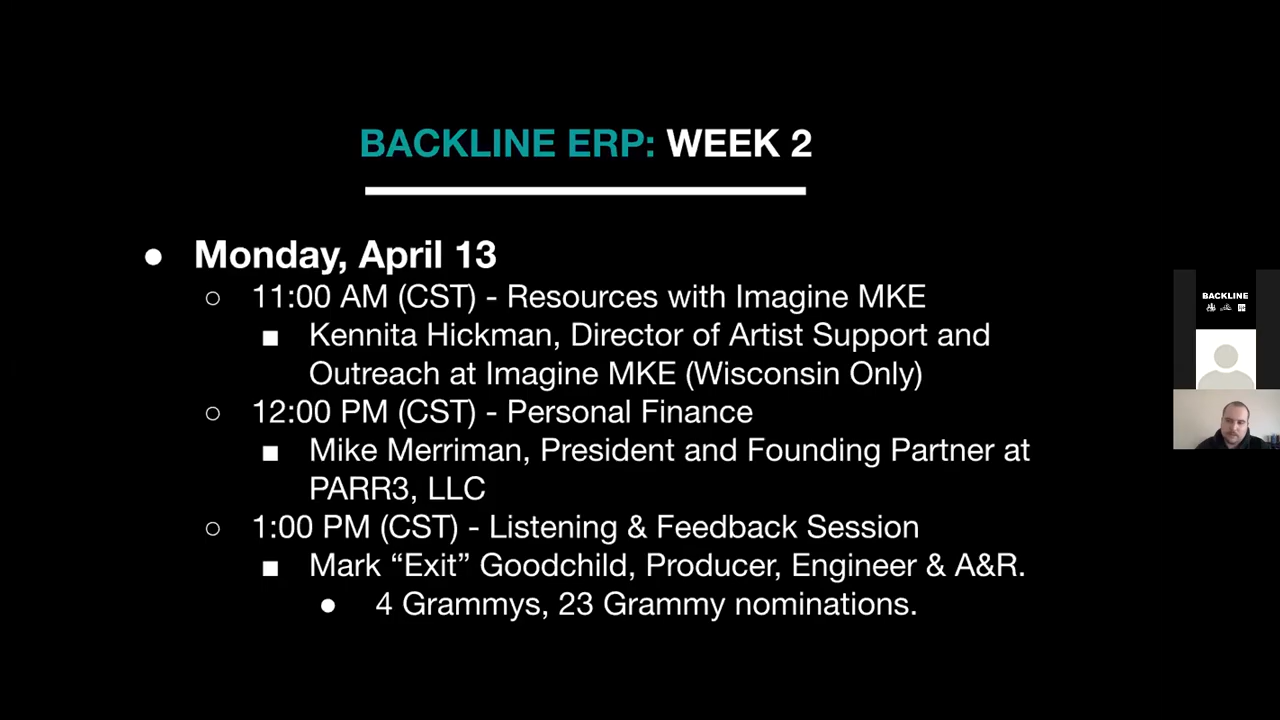 BACKLINE ERP: WEEK 2
● Monday, April 13
○ 11:00 AM (CST) - Resources with Imagine MKE
■ Kennita Hickman, Director of Artist Support and
Outreach at Imagine MKE (Wisconsin Only)
○ 12:00 PM (CST) - Personal Finance
■ Mike Merriman, President and Founding Partner at
PARR3, LLC
○ 1:00 PM (CST) - Listening & Feedback Session
■ Mark “Exit” Goodchild, Producer, Engineer & A&R.
● 4 Grammys, 23 Grammy nominations.
BACKLINE